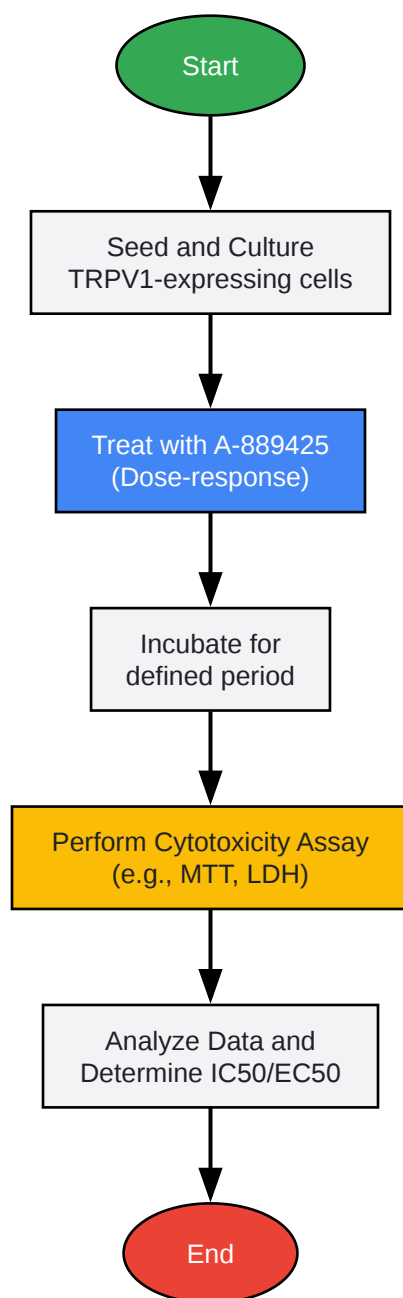 Start
Seed and Culture
TRPV1-expressing cells
Treat with A-889425
(Dose-response)
Incubate for
defined period
Perform Cytotoxicity Assay
(e.g., MTT, LDH)
Analyze Data and
Determine IC50/EC50
End